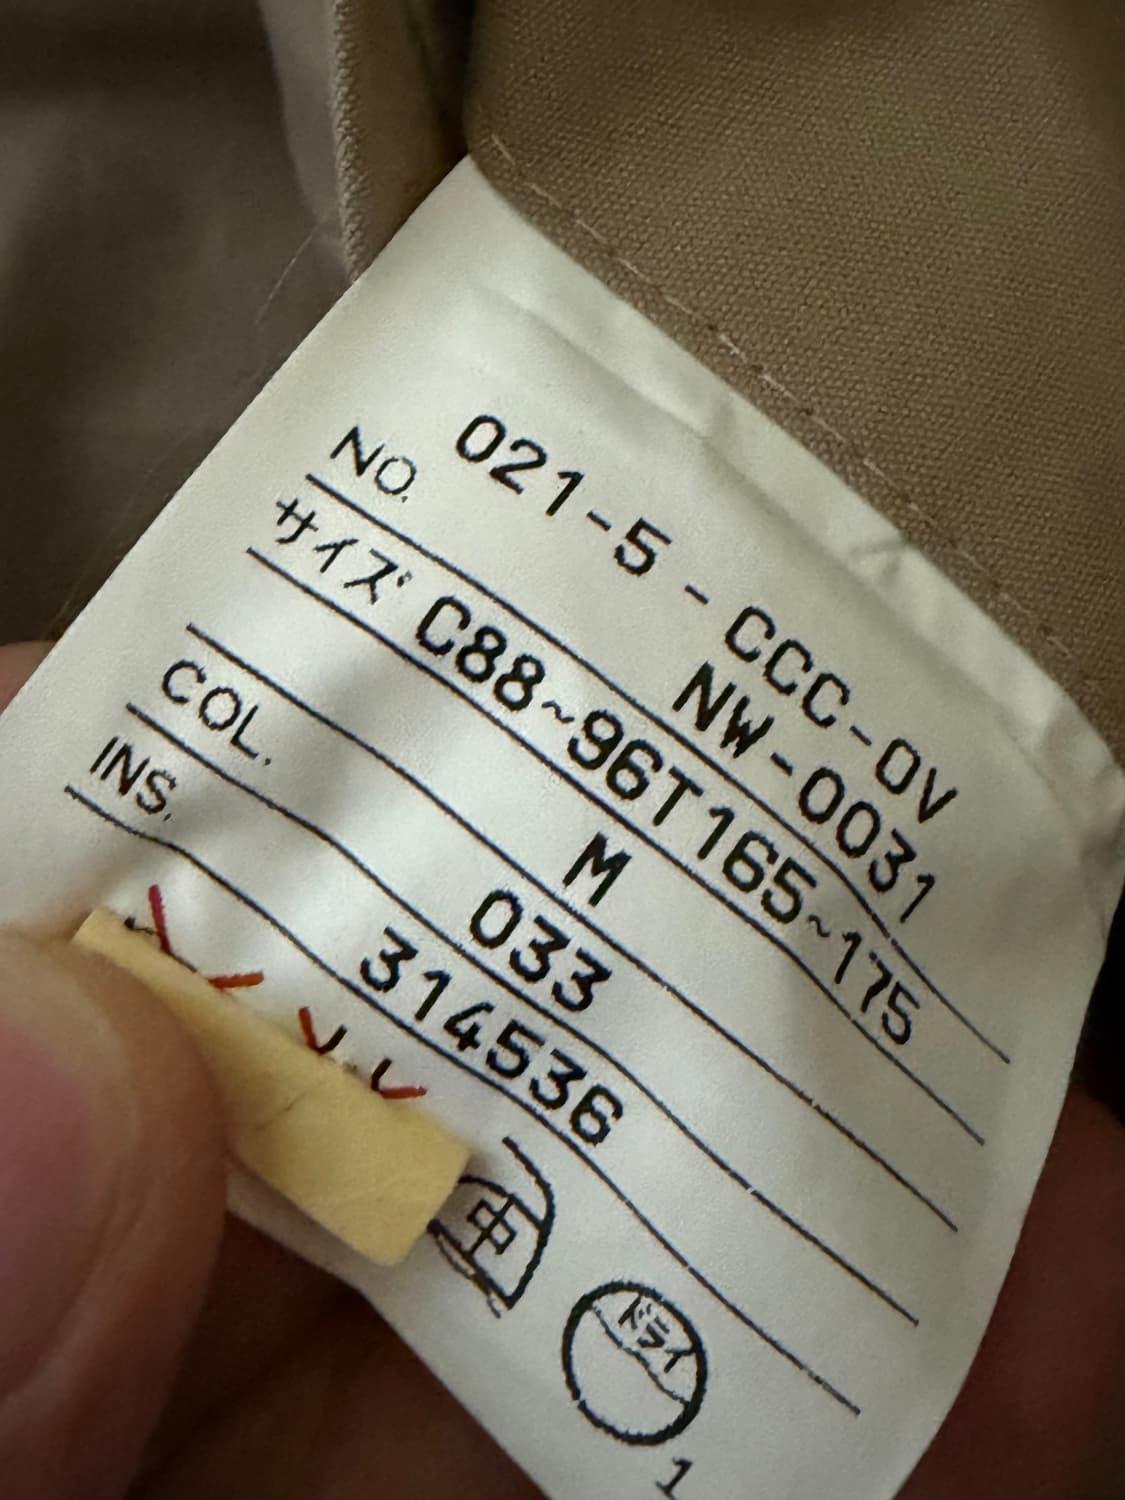 NO. 021-5-CCC-0V
NW-0031
サイズ C88~96T165~175
M
COL. 033
INS. 314536
中
ドライ
1